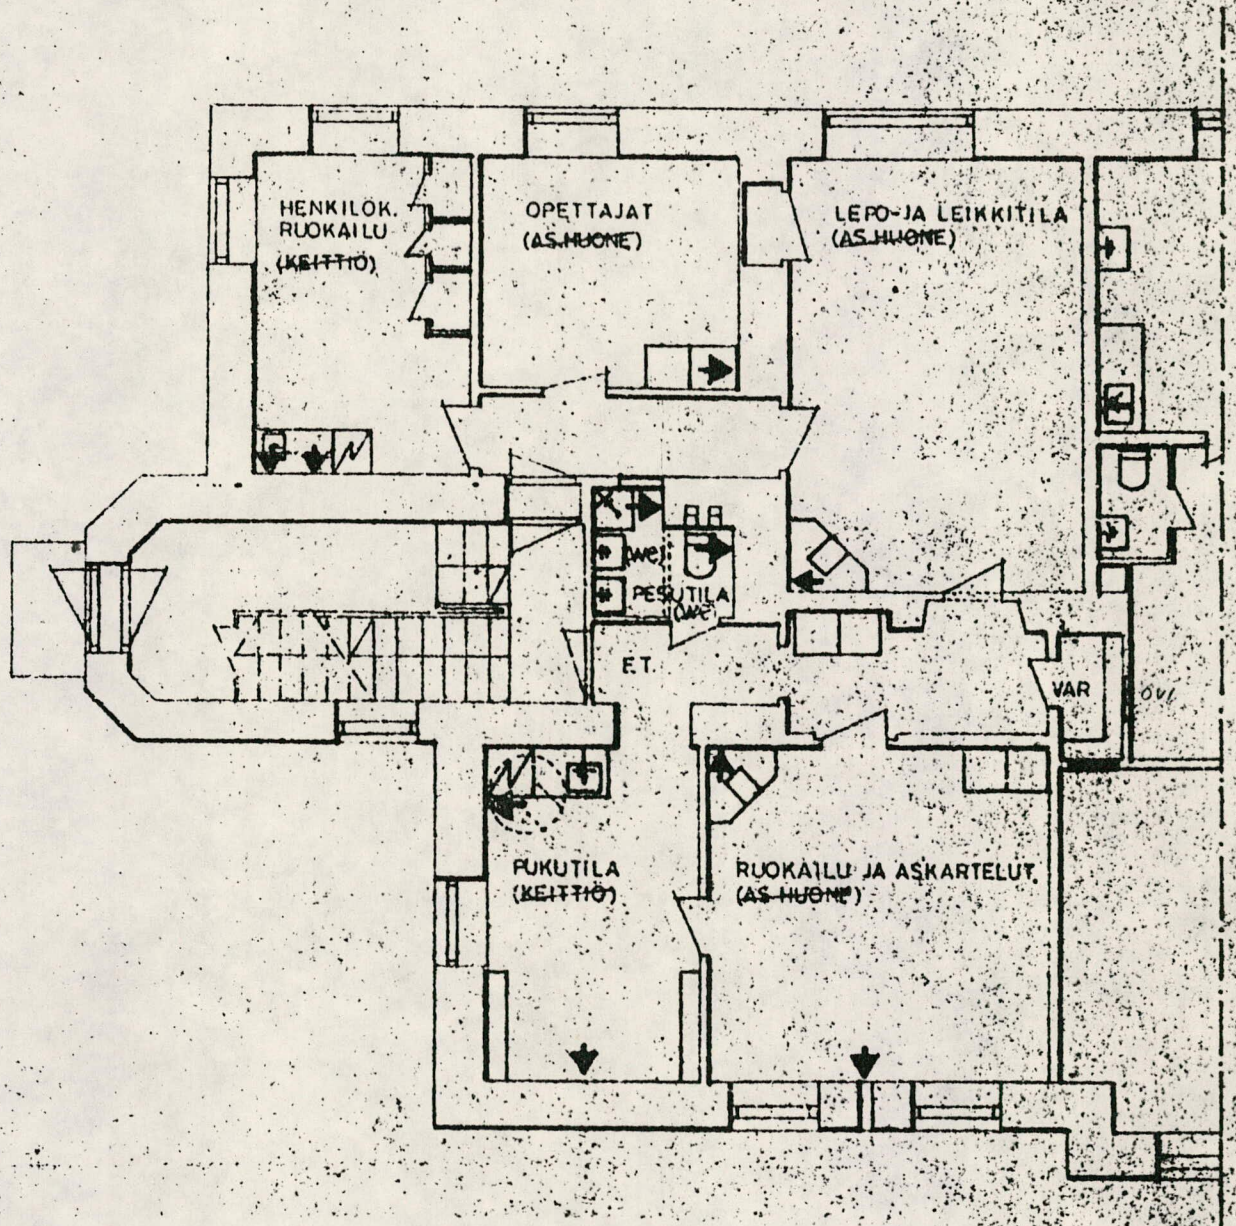 HENKILÖK.
RUOKAILU
(KEITTIÖ)
OPETTAJAT
(AS.HUONE)
LEPO-JA LEIKKITILA
(AS.HUONE)
(WC)
PESUTILA
(WC)
E.T.
VAR
OVI
PUKUTILA
(KEITTIÖ)
RUOKAILU JA ASKARTELUT
(AS HUONE)